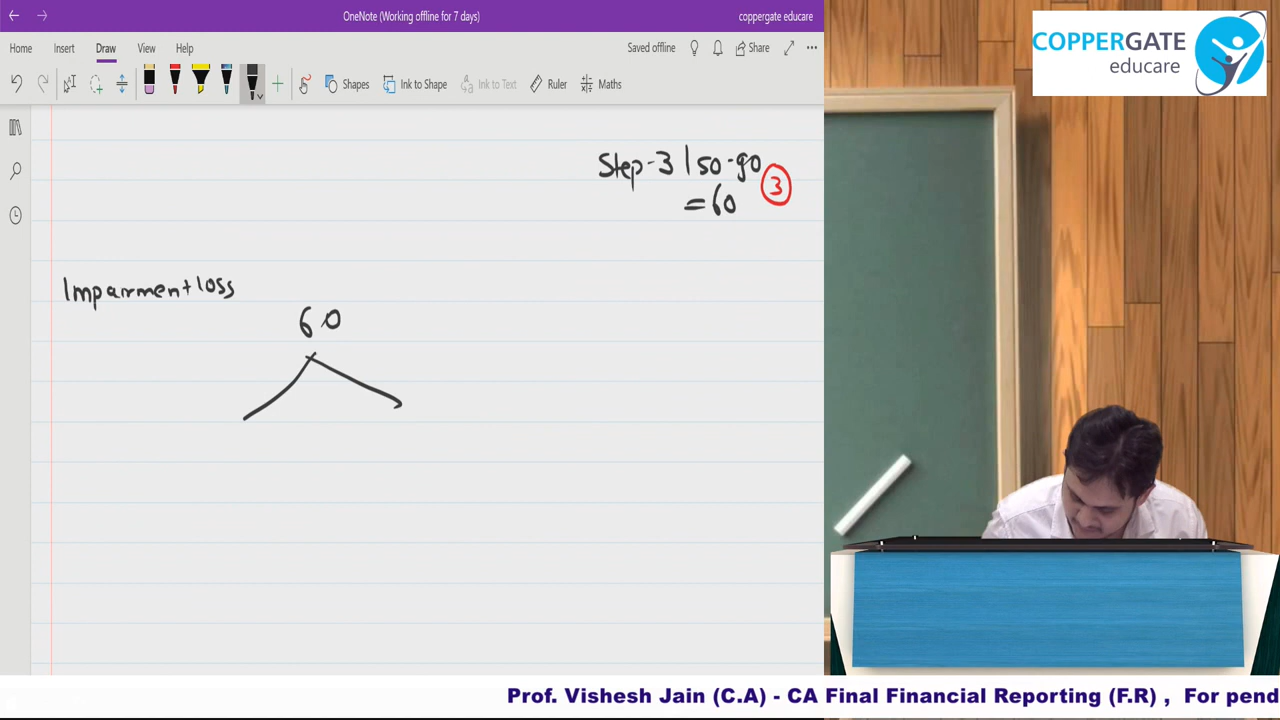 OneNote (Working offline for 7 days)
coppergate educare
Home Insert Draw View Help
Saved offline
Share
Shapes
Ink to Shape
Ink to Text
Ruler
Maths
COPPERGATE
educare
Step-3 150-90
= 60
3
Impairment loss
60
Prof. Vishesh Jain (C.A) - CA Final Financial Reporting (F.R) , For pend